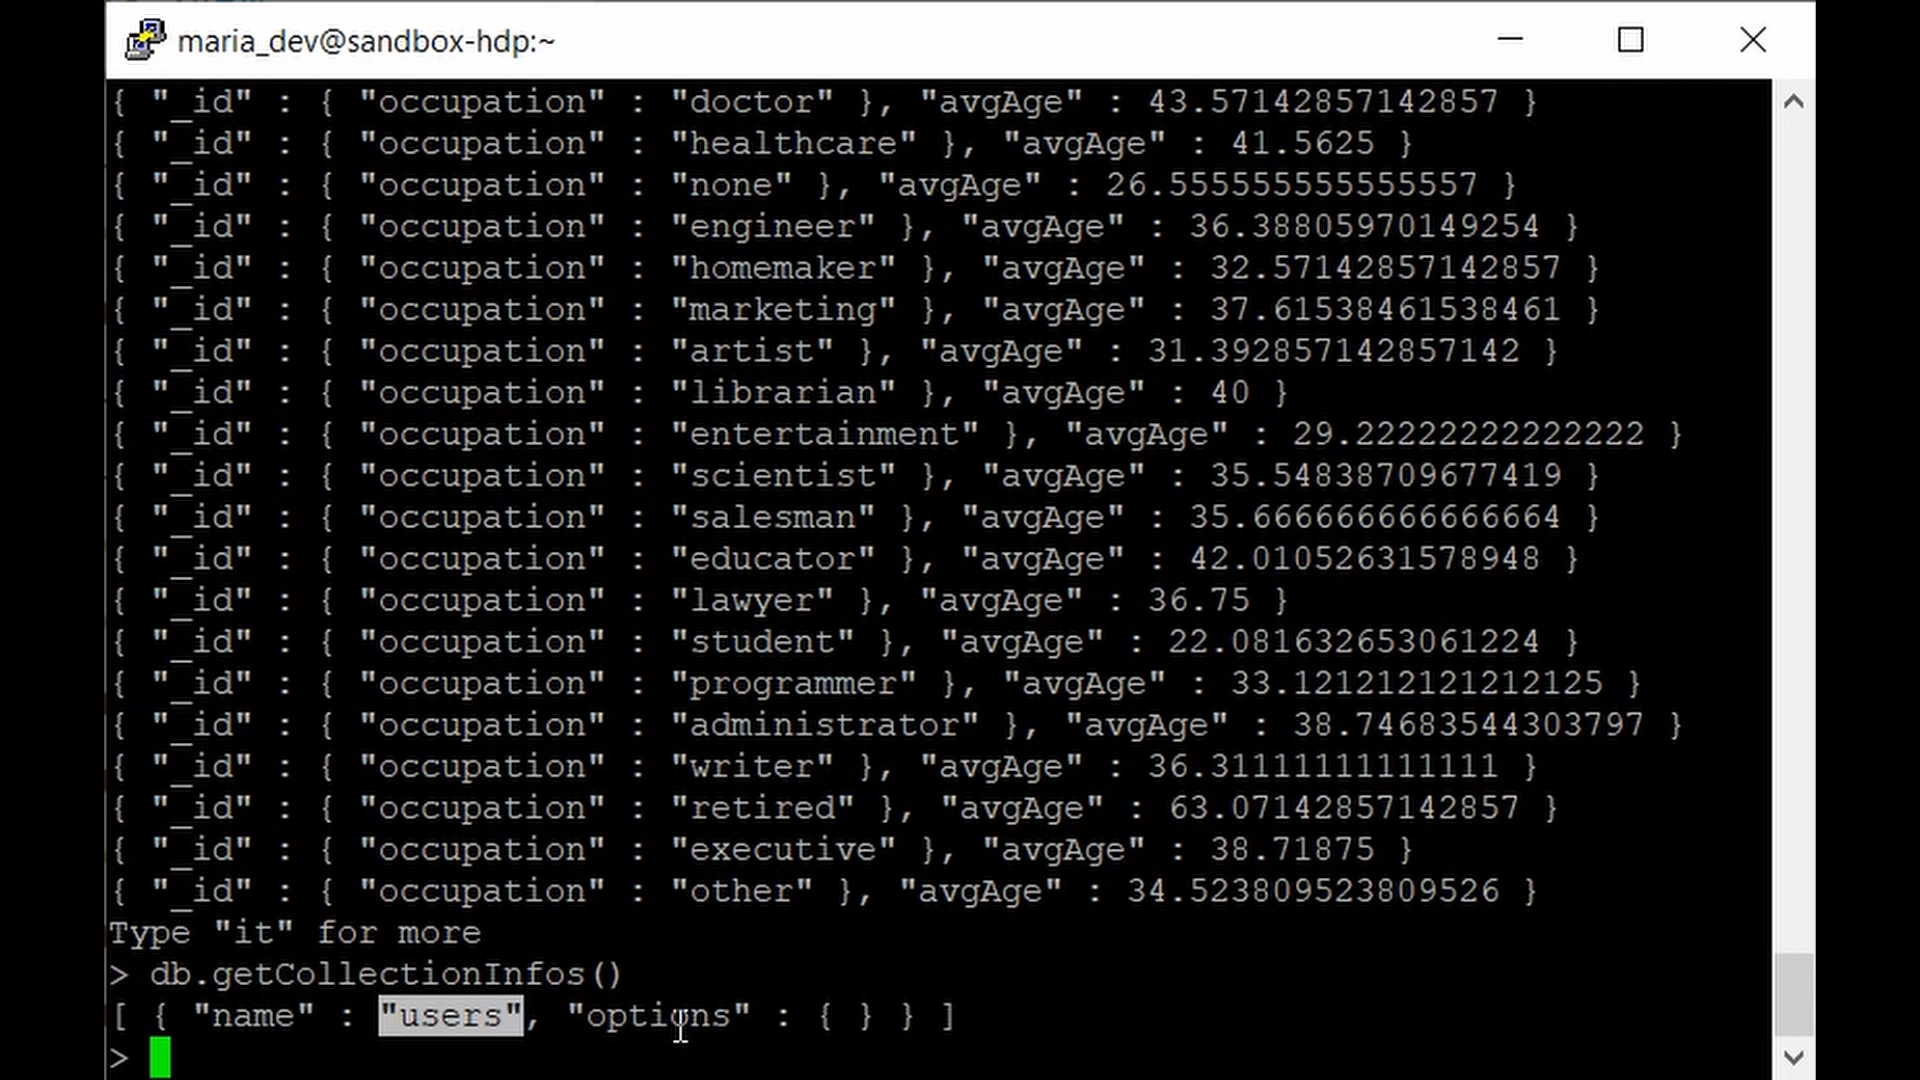 maria_dev@sandbox-hdp:~
{ "_id" : { "occupation" : "doctor" }, "avgAge" : 43.57142857142857 }
{ "_id" : { "occupation" : "healthcare" }, "avgAge" : 41.5625 }
{ "_id" : { "occupation" : "none" }, "avgAge" : 26.555555555555557 }
{ "_id" : { "occupation" : "engineer" }, "avgAge" : 36.38805970149254 }
{ "_id" : { "occupation" : "homemaker" }, "avgAge" : 32.57142857142857 }
{ "_id" : { "occupation" : "marketing" }, "avgAge" : 37.61538461538461 }
{ "_id" : { "occupation" : "artist" }, "avgAge" : 31.392857142857142 }
{ "_id" : { "occupation" : "librarian" }, "avgAge" : 40 }
{ "_id" : { "occupation" : "entertainment" }, "avgAge" : 29.22222222222222 }
{ "_id" : { "occupation" : "scientist" }, "avgAge" : 35.54838709677419 }
{ "_id" : { "occupation" : "salesman" }, "avgAge" : 35.666666666666664 }
{ "_id" : { "occupation" : "educator" }, "avgAge" : 42.01052631578948 }
{ "_id" : { "occupation" : "lawyer" }, "avgAge" : 36.75 }
{ "_id" : { "occupation" : "student" }, "avgAge" : 22.081632653061224 }
{ "_id" : { "occupation" : "programmer" }, "avgAge" : 33.121212121212125 }
{ "_id" : { "occupation" : "administrator" }, "avgAge" : 38.74683544303797 }
{ "_id" : { "occupation" : "writer" }, "avgAge" : 36.31111111111111 }
{ "_id" : { "occupation" : "retired" }, "avgAge" : 63.07142857142857 }
{ "_id" : { "occupation" : "executive" }, "avgAge" : 38.71875 }
{ "_id" : { "occupation" : "other" }, "avgAge" : 34.523809523809526 }
Type "it" for more
> db.getCollectionInfos()
[ { "name" : "users", "options" : { } } ]
>